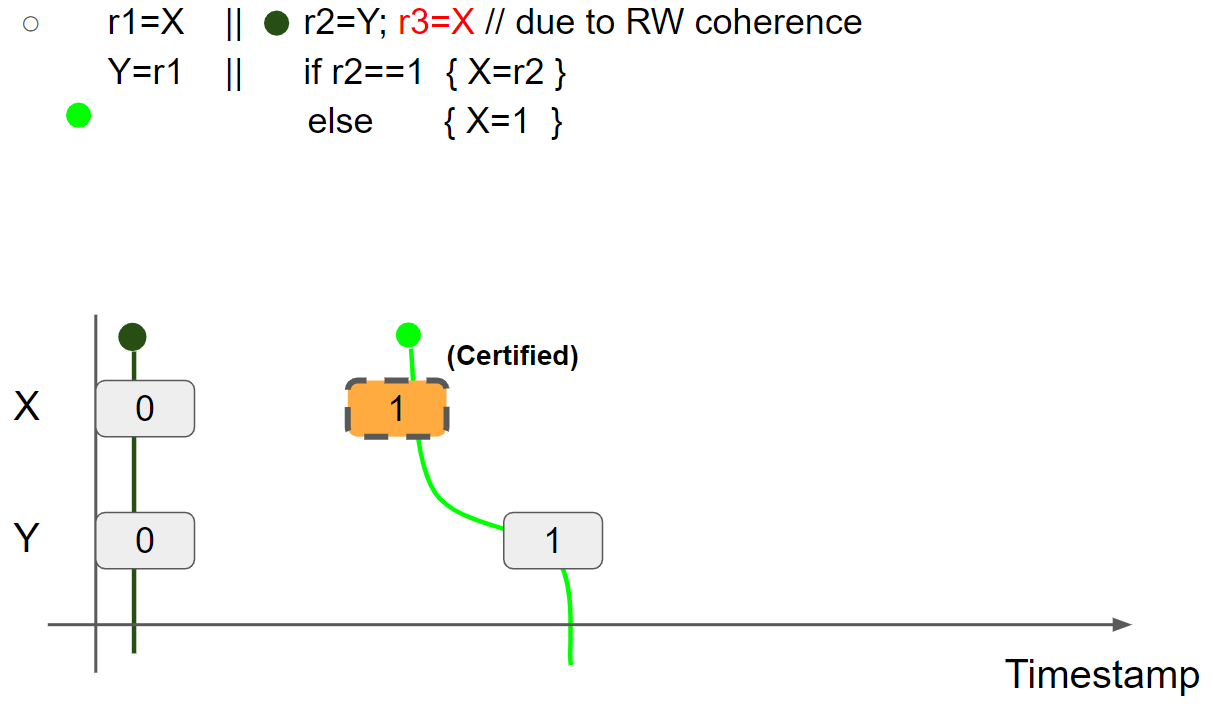 r1=X || r2=Y; r3=X // due to RW coherence
Y=r1 || if r2==1 { X=r2 }
else { X=1 }
(Certified)
X 0 1
Y 0 1
Timestamp